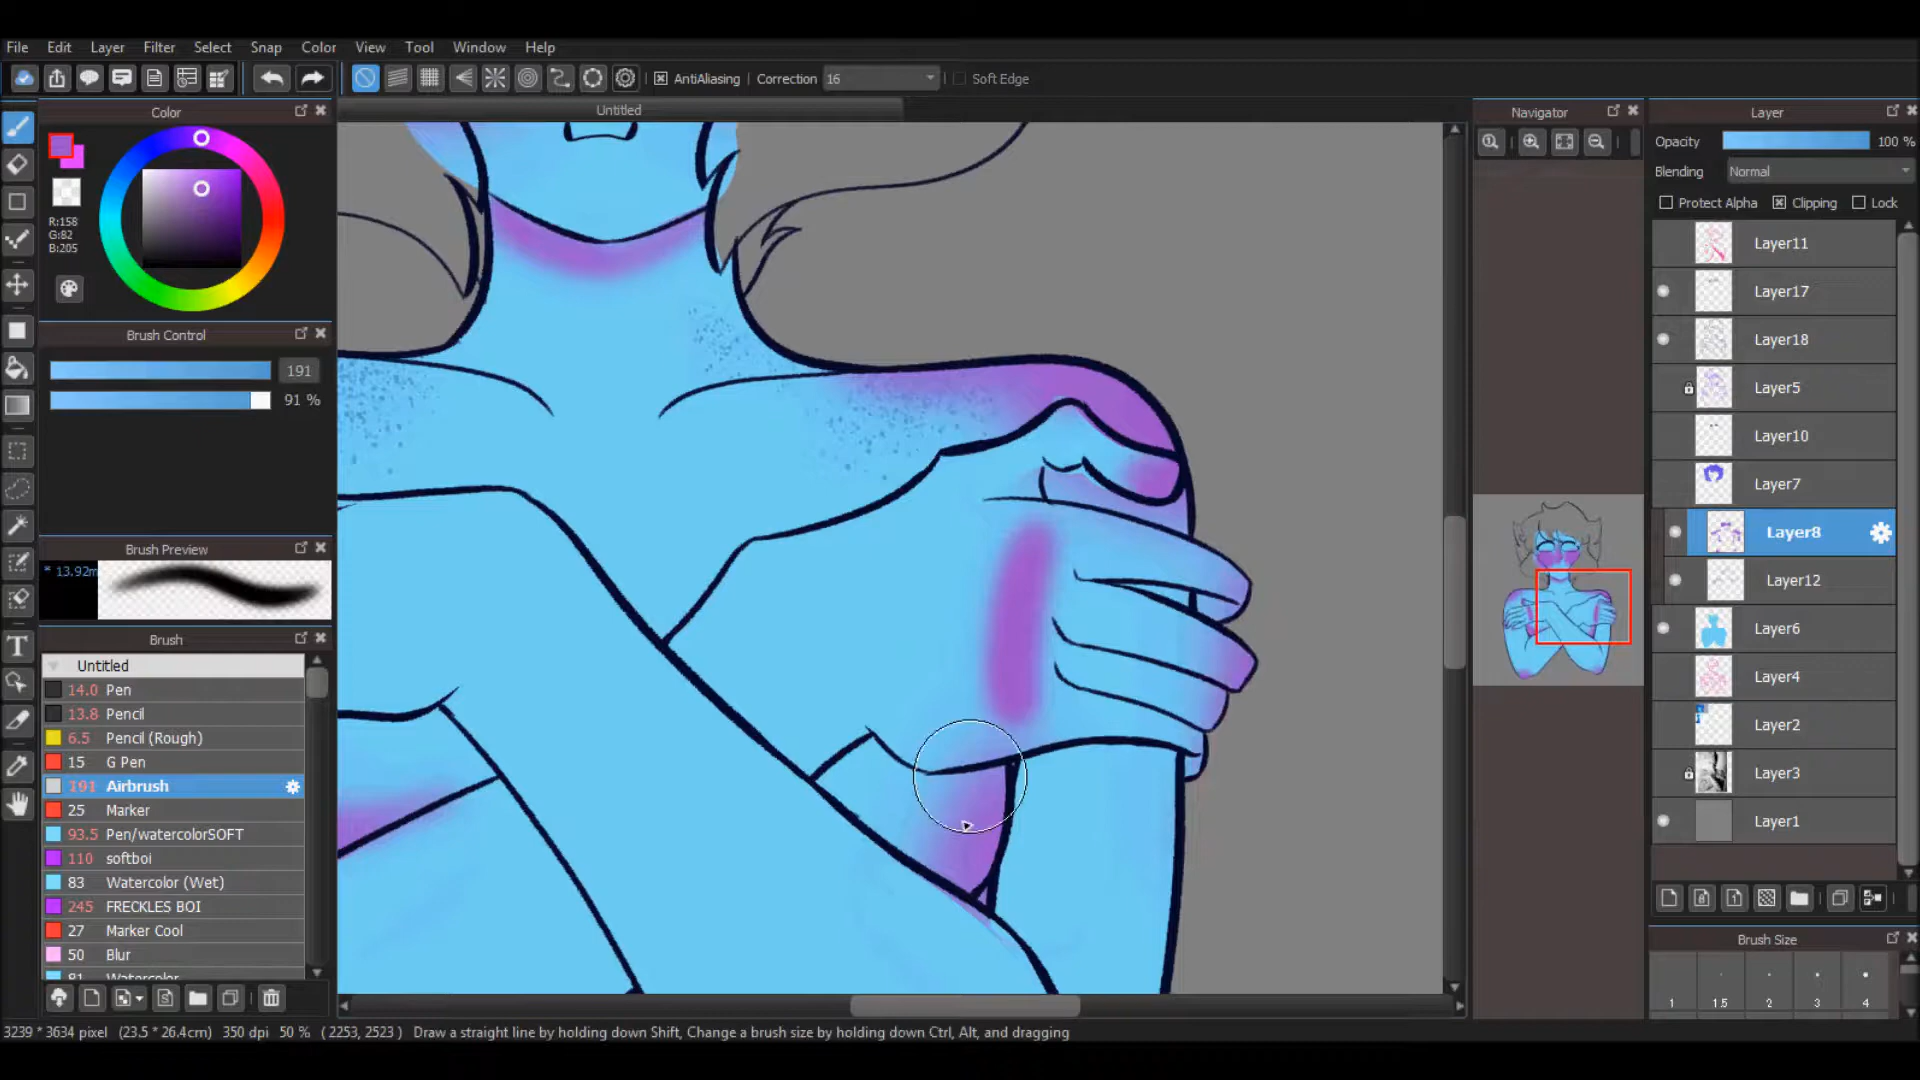 File Edit Layer Filter Select Snap Color View Tool Window Help
AntiAliasing Correction 16 Soft Edge
Color
Untitled
Navigator
Layer
Opacity 100 %
Blending Normal
Protect Alpha Clipping Lock
R:158
G:82
B:205
Brush Control
191
91 %
Brush Preview
* 13.92m
Brush
Untitled
14.0 Pen
13.8 Pencil
6.5 Pencil (Rough)
15 G Pen
191 Airbrush
25 Marker
93.5 Pen/watercolorSOFT
110 softboi
83 Watercolor (Wet)
245 FRECKLES BOI
27 Marker Cool
50 Blur
81 Watercolor
Layer11
Layer17
Layer18
Layer5
Layer10
Layer7
Layer8
Layer12
Layer6
Layer4
Layer2
Layer3
Layer1
Brush Size
1 1.5 2 3 4
3239 * 3634 pixel (23.5 * 26.4cm) 350 dpi 50 % ( 2253, 2523 ) Draw a straight line by holding down Shift, Change a brush size by holding down Ctrl, Alt, and dragging